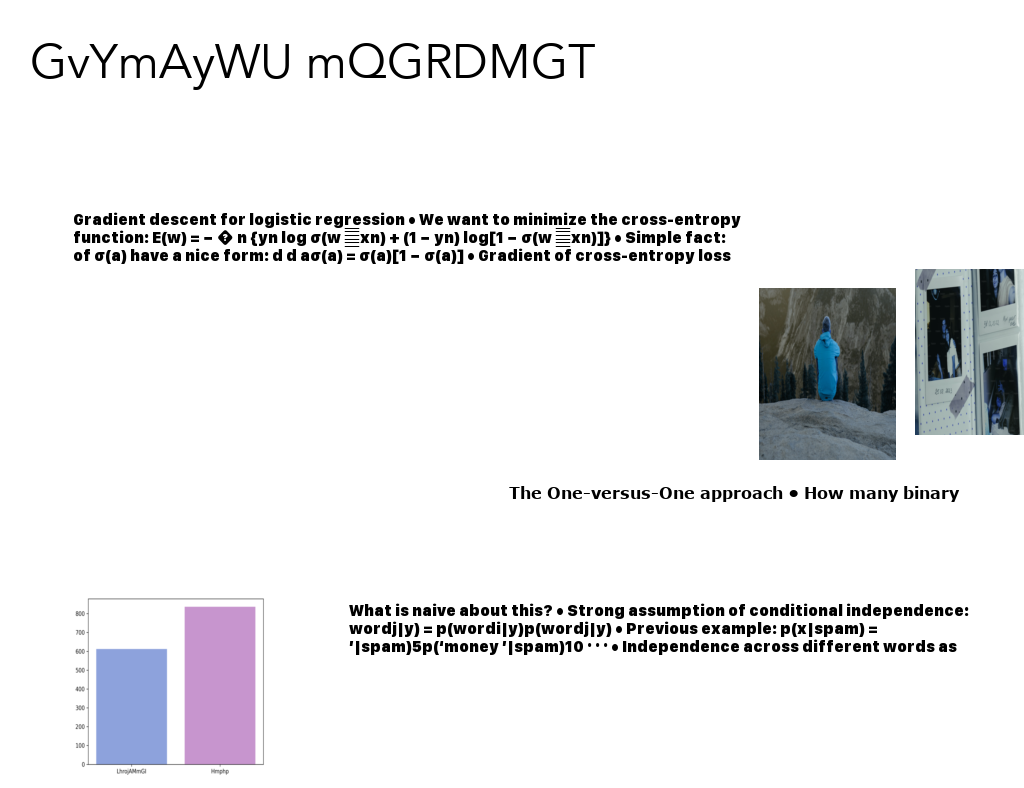 GvYmAyWU mQGRDMGT
Gradient descent for logistic regression • We want to minimize the cross-entropy
function: E(w) = − � n {yn log σ(w xn) + (1 − yn) log[1 − σ(w xn)]} • Simple fact:
of σ(a) have a nice form: d d aσ(a) = σ(a)[1 − σ(a)] • Gradient of cross-entropy loss
The One-versus-One approach • How many binary
What is naive about this? • Strong assumption of conditional independence:
wordj|y) = p(wordi|y)p(wordj|y) • Previous example: p(x|spam) =
′|spam)5p(‘money ′|spam)10 · · · • Independence across different words as
800
700
600
500
400
300
200
100
0
LhrojAMmGI
Hmphp